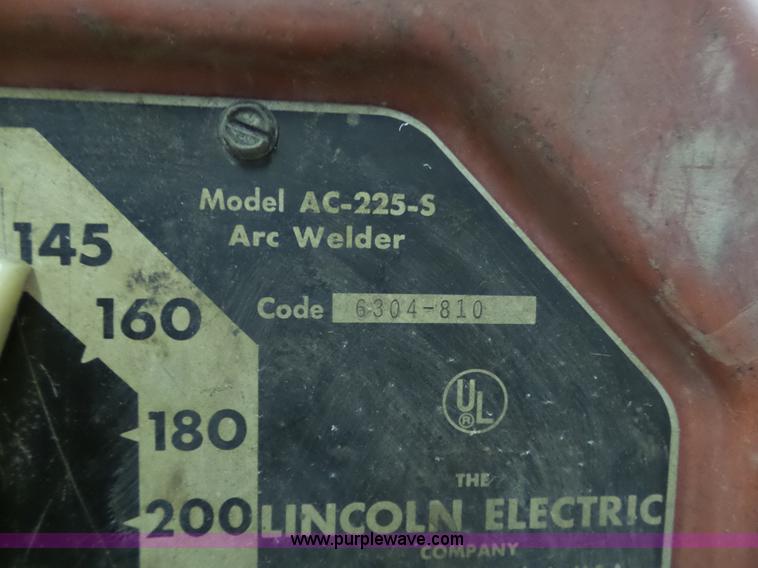 Model AC-225-S
Arc Welder
145
160
Code 6304-810
UL
®
180
THE
200
LINCOLN ELECTRIC
www.purplewave.com
COMPANY